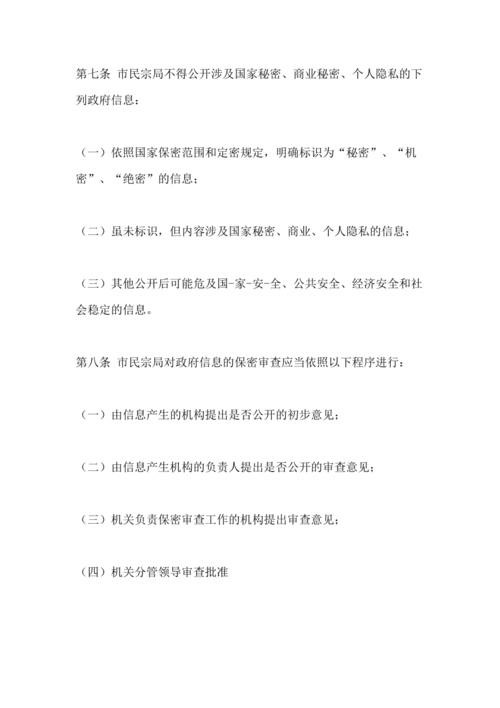 第七条 市民宗局不得公开涉及国家秘密、商业秘密、个人隐私的下
列政府信息：
（一）依照国家保密范围和定密规定，明确标识为“秘密”、“机
密”、“绝密”的信息；
（二）虽未标识，但内容涉及国家秘密、商业、个人隐私的信息；
（三）其他公开后可能危及国-家-安-全、公共安全、经济安全和社
会稳定的信息。
第八条 市民宗局对政府信息的保密审查应当依照以下程序进行：
（一）由信息产生的机构提出是否公开的初步意见；
（二）由信息产生机构的负责人提出是否公开的审查意见；
（三）机关负责保密审查工作的机构提出审查意见；
（四）机关分管领导审查批准